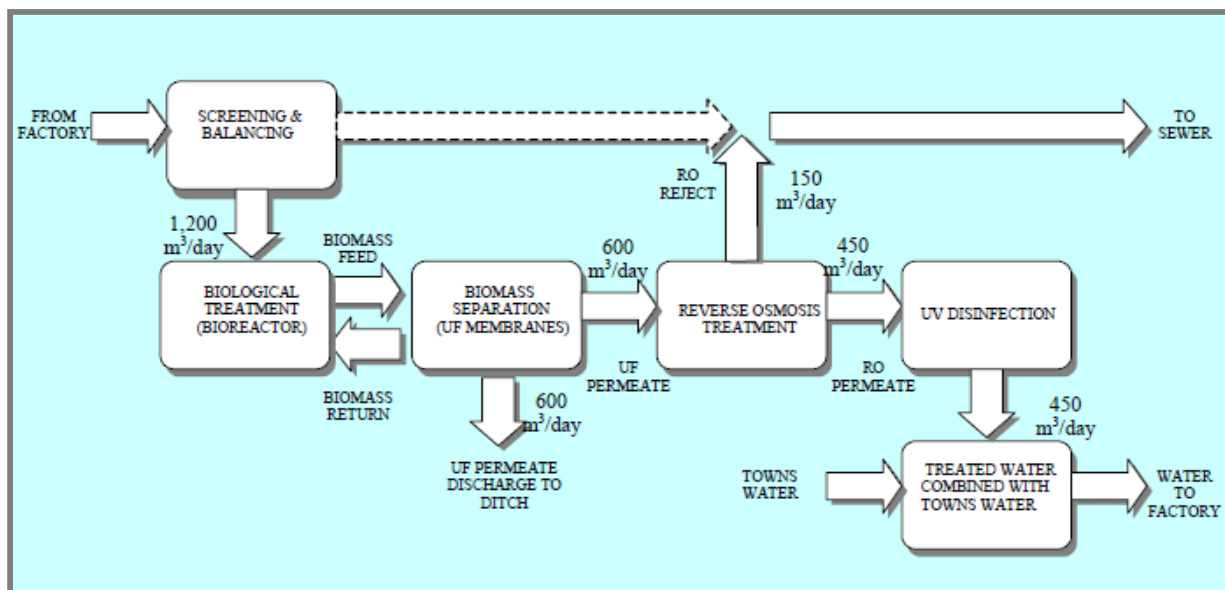 FROM
FACTORY
SCREENING &
BALANCING
TO
SEWER
RO
REJECT
150
m³/day
1,200
m³/day
BIOMASS
FEED
600
m³/day
450
m³/day
BIOLOGICAL
TREATMENT
(BIOREACTOR)
BIOMASS
SEPARATION
(UF MEMBRANES)
REVERSE OSMOSIS
TREATMENT
UV DISINFECTION
BIOMASS
RETURN
UF
PERMEATE
RO
PERMEATE
600
m³/day
450
m³/day
UF PERMEATE
DISCHARGE TO
DITCH
TOWNS
WATER
TREATED WATER
COMBINED WITH
TOWNS WATER
WATER
TO
FACTORY